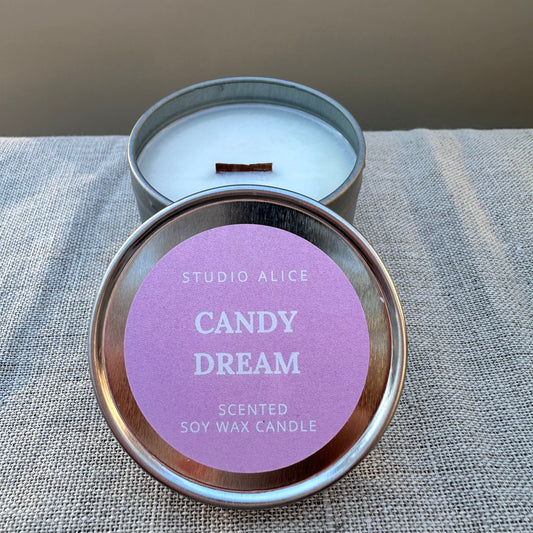 STUDIO ALICE
CANDY
DREAM
SCENTED
SOY WAX CANDLE